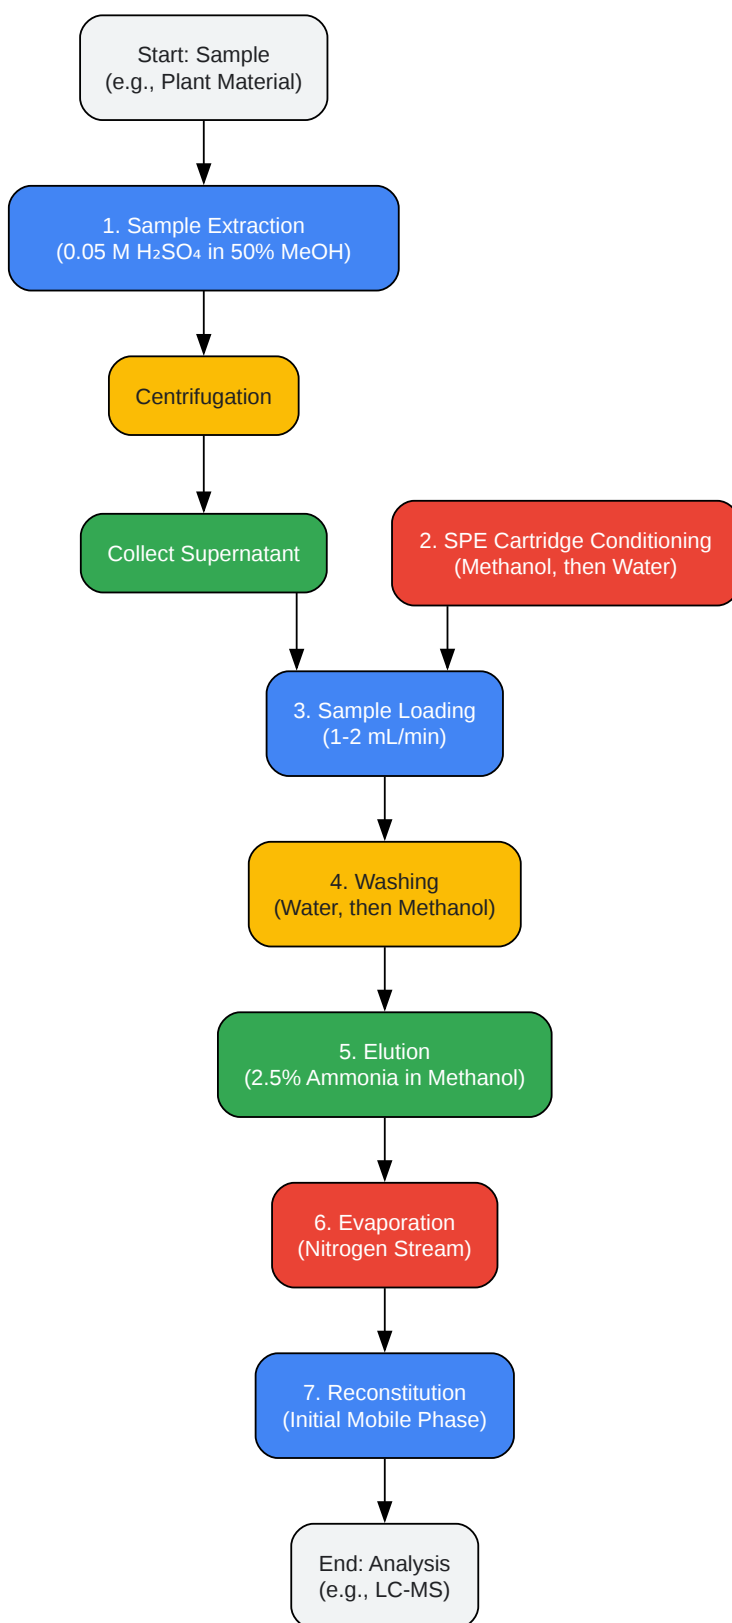 Start: Sample
(e.g., Plant Material)
1. Sample Extraction
(0.05 M H₂SO₄ in 50% MeOH)
Centrifugation
Collect Supernatant
2. SPE Cartridge Conditioning
(Methanol, then Water)
3. Sample Loading
(1-2 mL/min)
4. Washing
(Water, then Methanol)
5. Elution
(2.5% Ammonia in Methanol)
6. Evaporation
(Nitrogen Stream)
7. Reconstitution
(Initial Mobile Phase)
End: Analysis
(e.g., LC-MS)